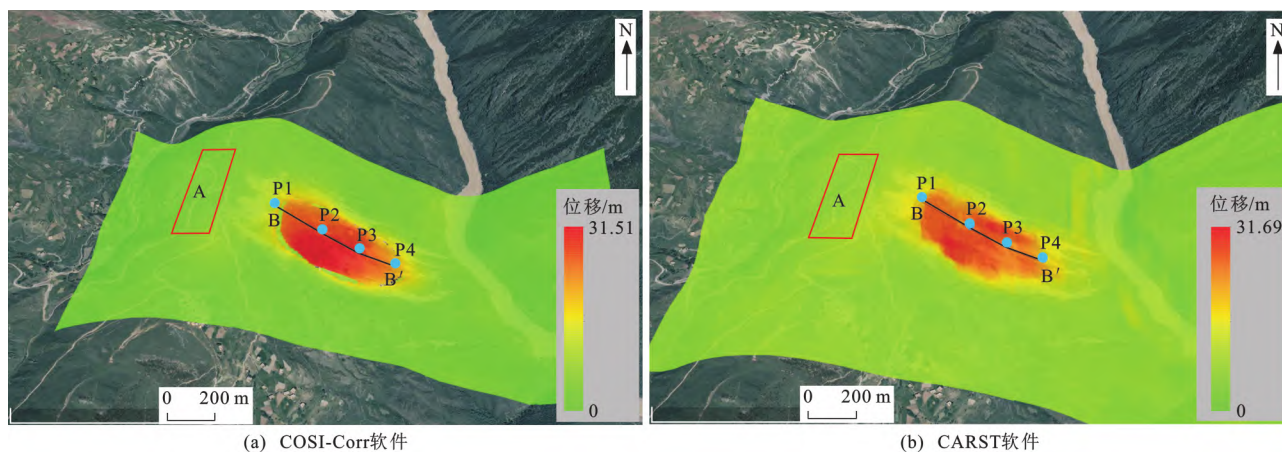 N
A
P1
P2
B
P3
P4
B′
位移/m
31.51
0
0 200 m
(a) COSI-Corr软件
N
A
P1
P2
B
P3
P4
B′
位移/m
31.69
0
0 200 m
(b) CARST软件